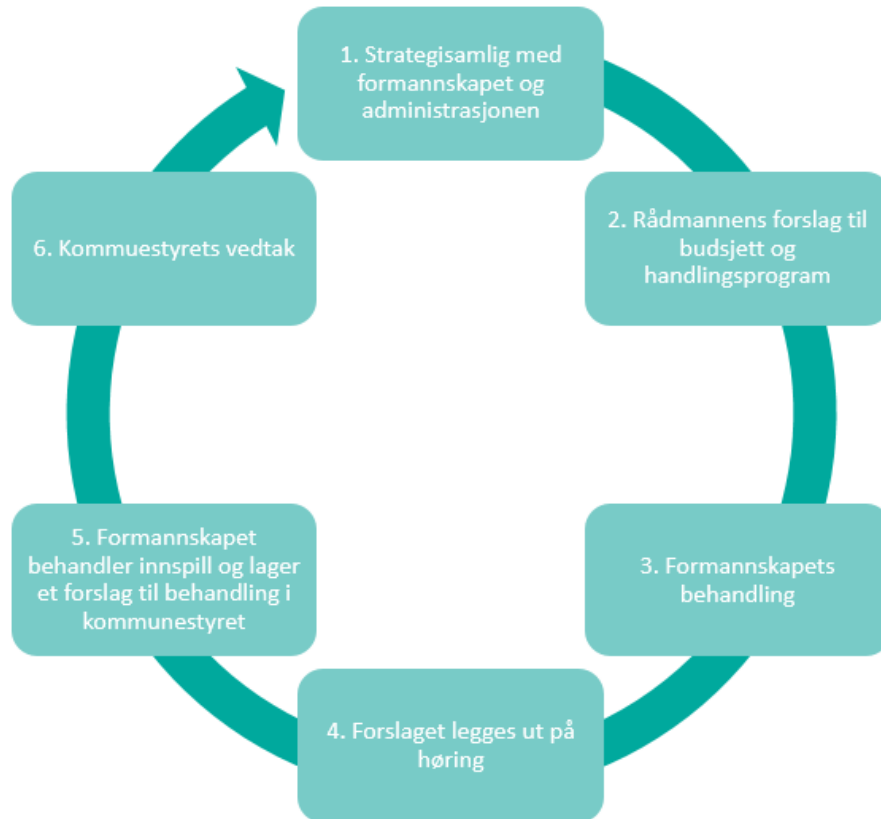 1. Strategisamlig med
formannskapet og
administrasjonen
2. Rådmannens forslag til
budsjett og
handlingsprogram
3. Formannskapets
behandling
4. Forslaget legges ut på
høring
5. Formannskapet
behandler innspill og lager
et forslag til behandling i
kommunestyret
6. Kommuestyrets vedtak